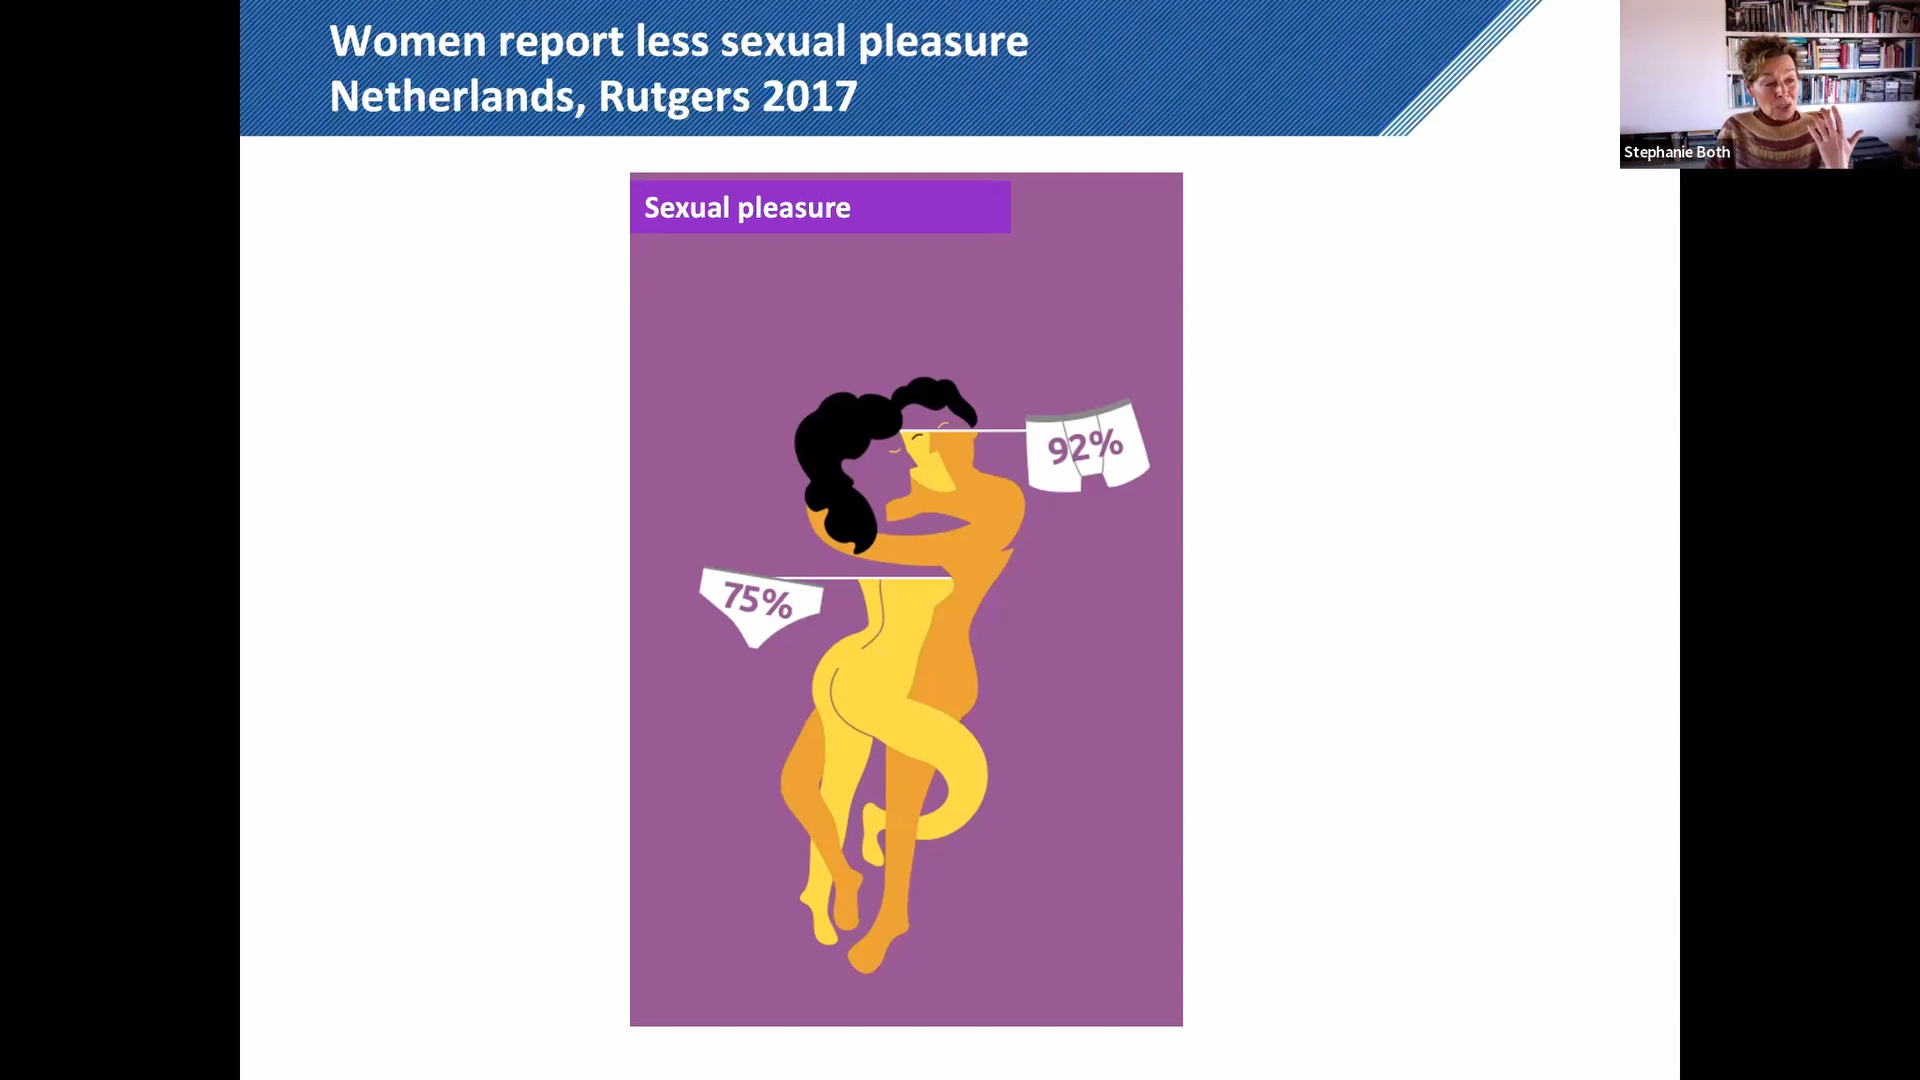 Women report less sexual pleasure
Netherlands, Rutgers 2017
Stephanie Both
Sexual pleasure
92%
75%